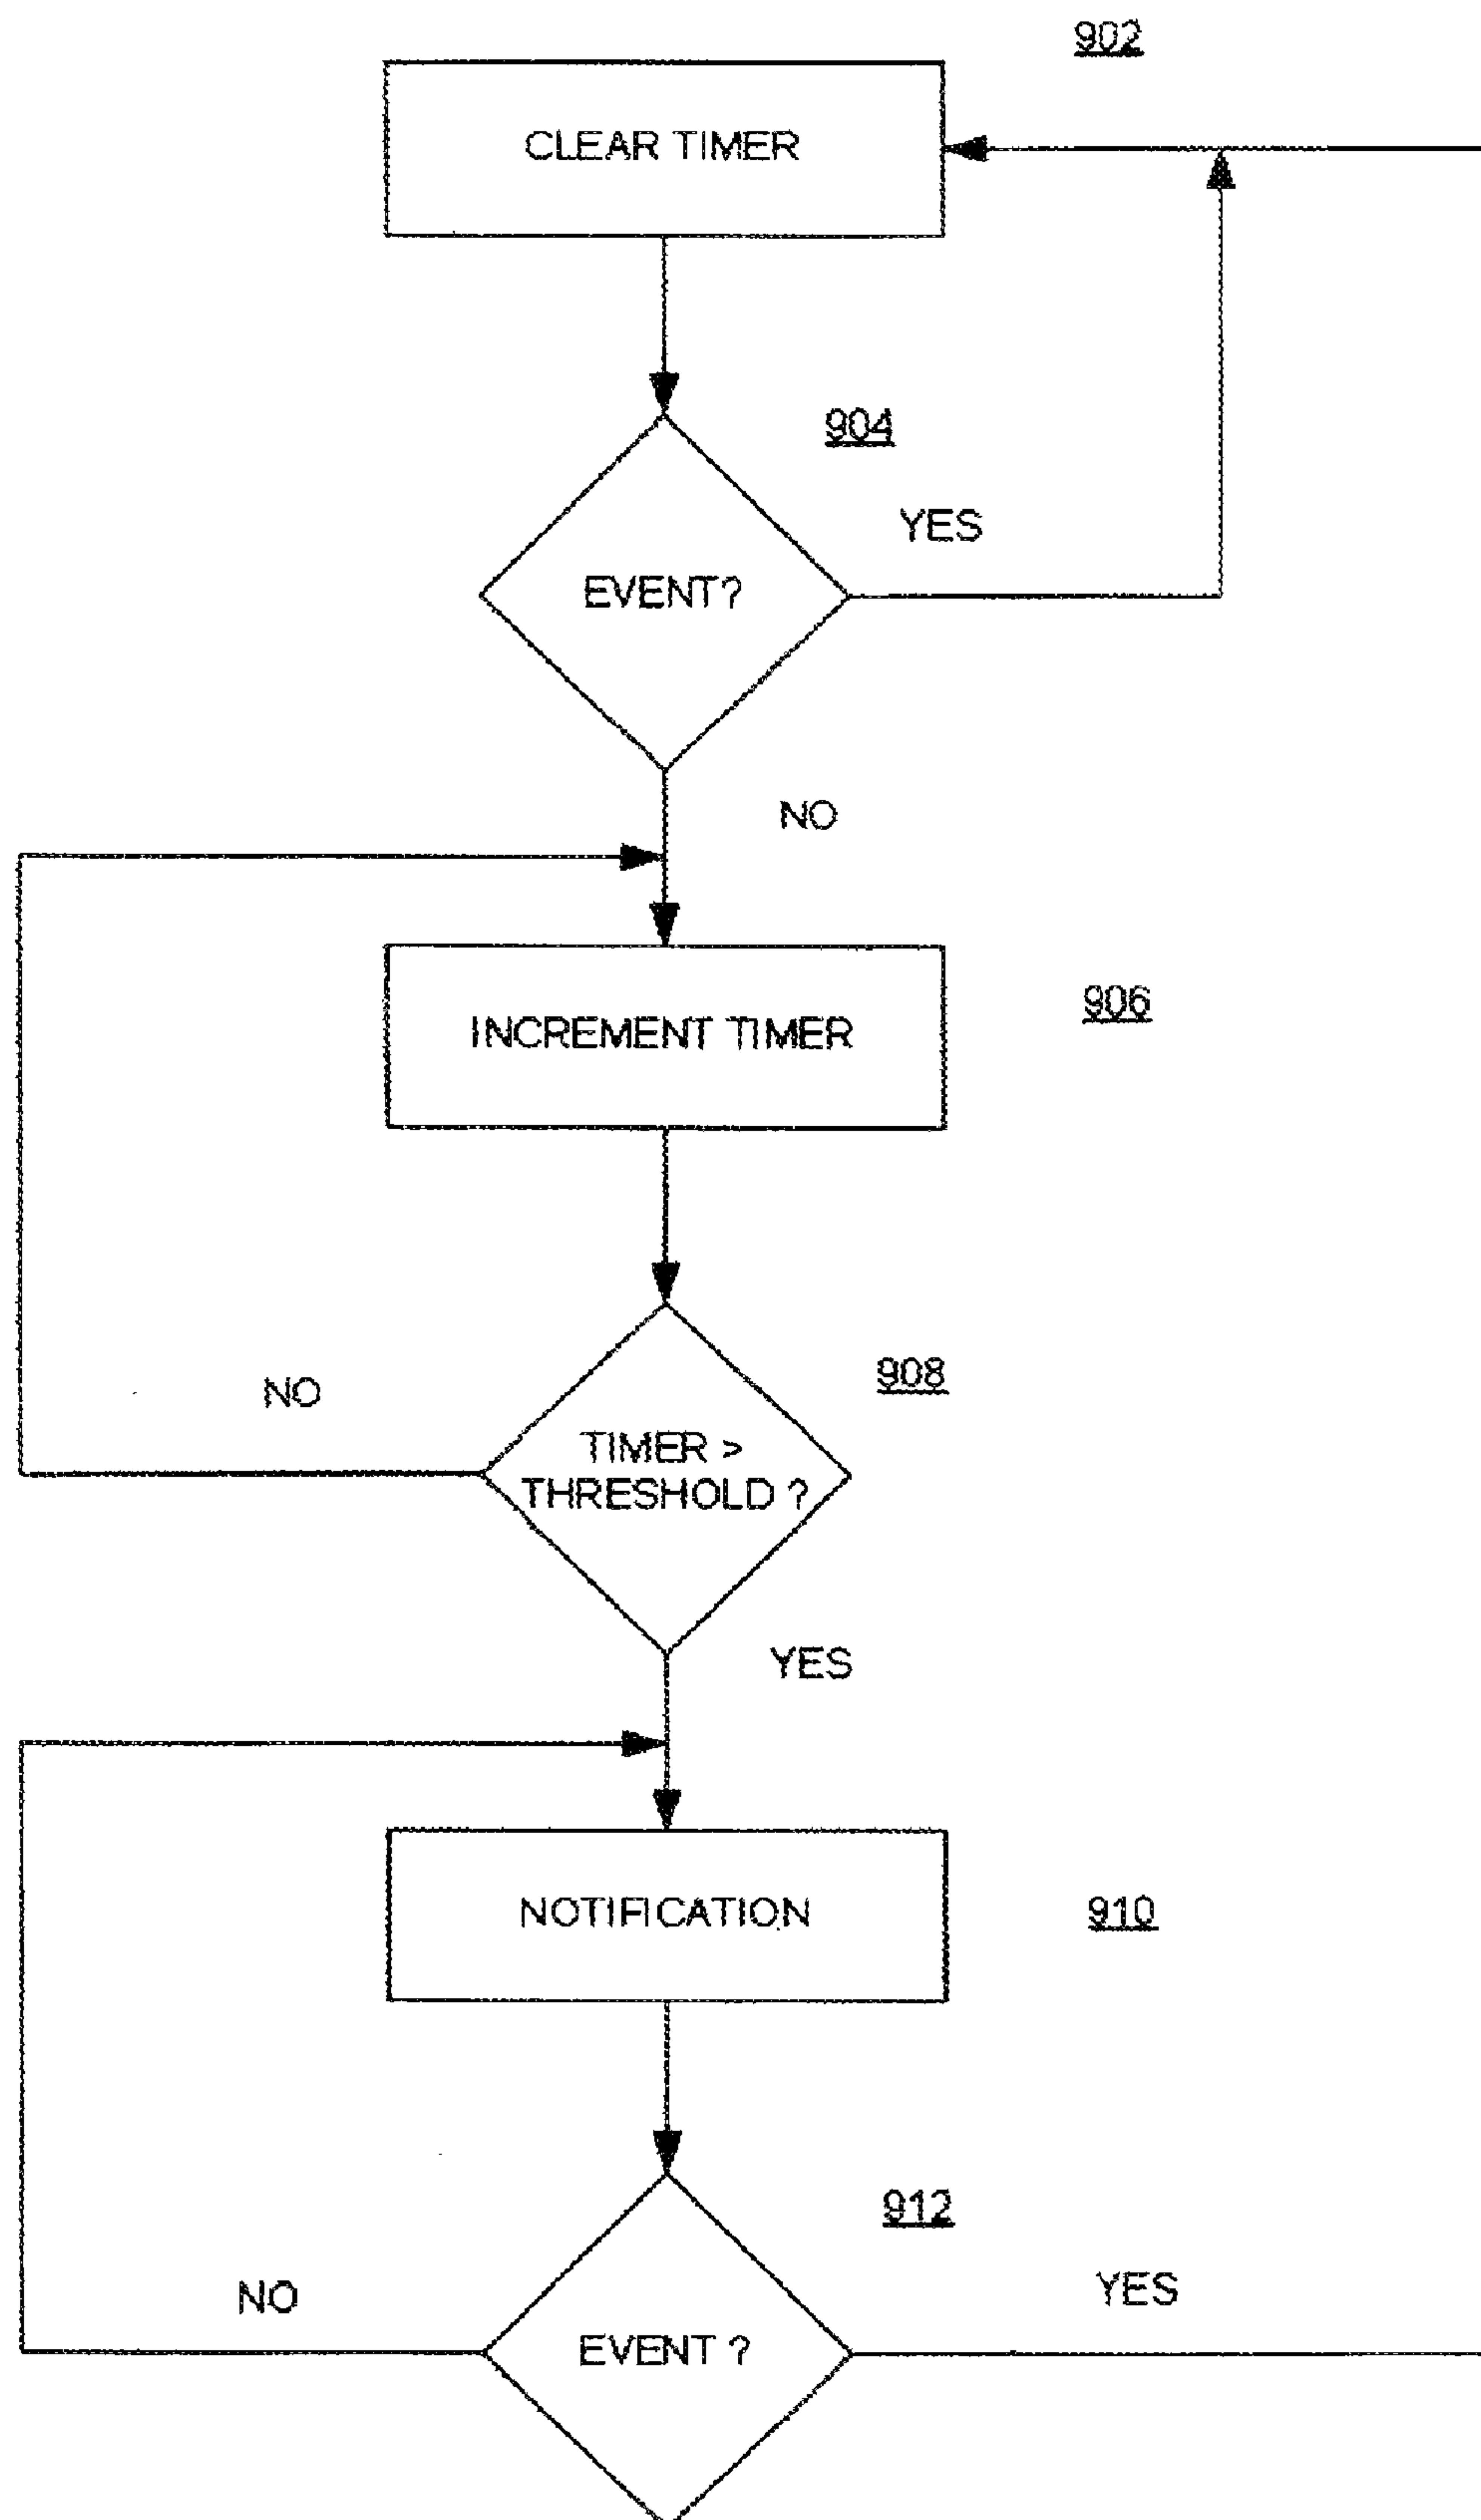 902
CLEAR TIMER
904
YES
EVENT?
NO
906
INCREMENT TIMER
908
NO
TIMER >
THRESHOLD ?
YES
NOTIFICATION
910
912
NO
YES
EVENT ?